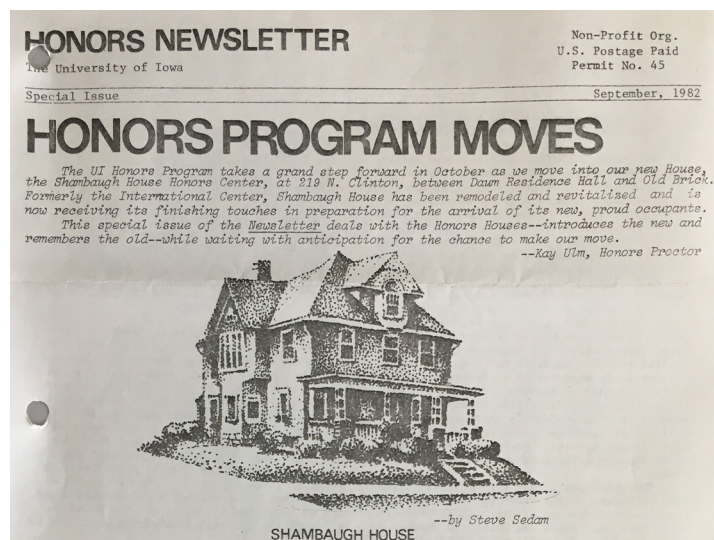 HONORS NEWSLETTER
Non-Profit Org.
U.S. Postage Paid
The University of Iowa
Permit No. 45
Special Issue
September, 1982
HONORS PROGRAM MOVES
The UI Honors Program takes a grand step forward in October as we move into our new House,
the Shambaugh House Honors Center, at 219 N. Clinton, between Daum Residence Hall and Old Brick.
Formerly the International Center, Shambaugh House has been remodeled and revitalized and is
now receiving its finishing touches in preparation for the arrival of its new, proud occupants.
This special issue of the Newsletter deals with the Honors Houses--introduces the new and
remembers the old--while waiting with anticipation for the chance to make our move.
--Kay Ulm, Honors Proctor
--by Steve Sedam
SHAMBAUGH HOUSE